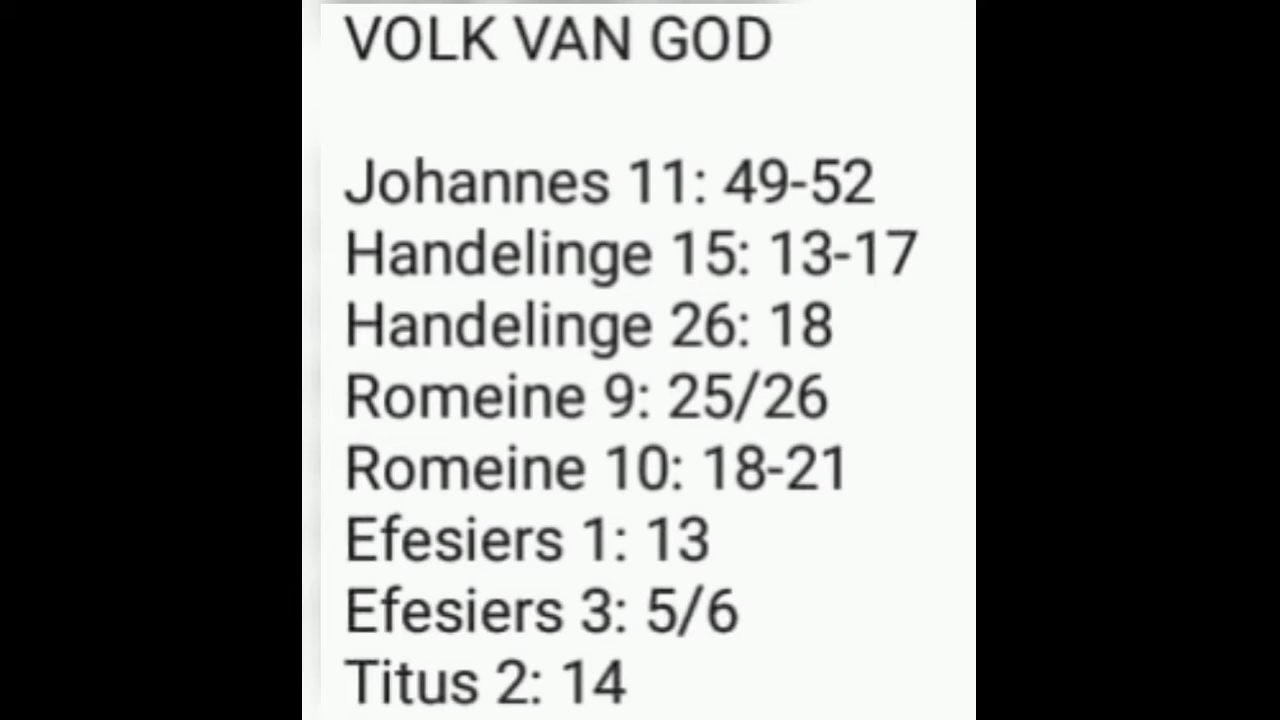 VOLK VAN GOD
Johannes 11: 49-52
Handelinge 15: 13-17
Handelinge 26: 18
Romeine 9: 25/26
Romeine 10: 18-21
Efesiers 1: 13
Efesiers 3: 5/6
Titus 2: 14